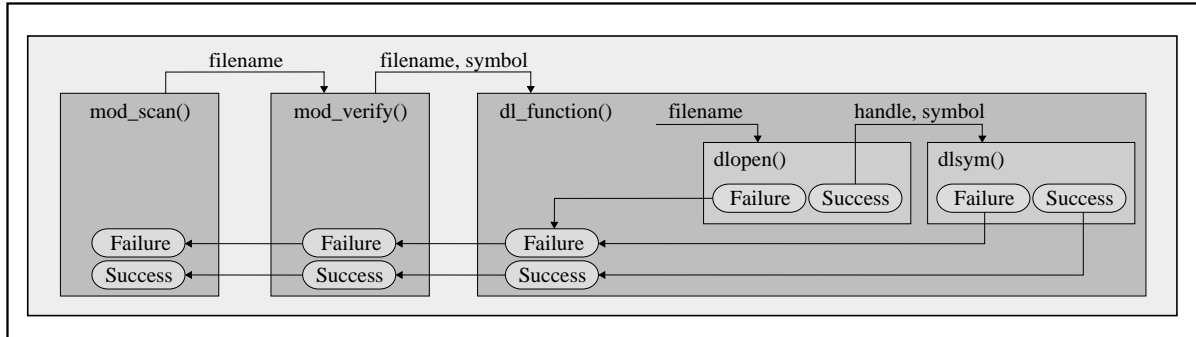 filename
filename, symbol
mod_scan()
mod_verify()
dl_function()
filename
handle, symbol
dlopen()
dlsym()
Failure
Success
Failure
Success
Failure
Failure
Failure
Success
Success
Success